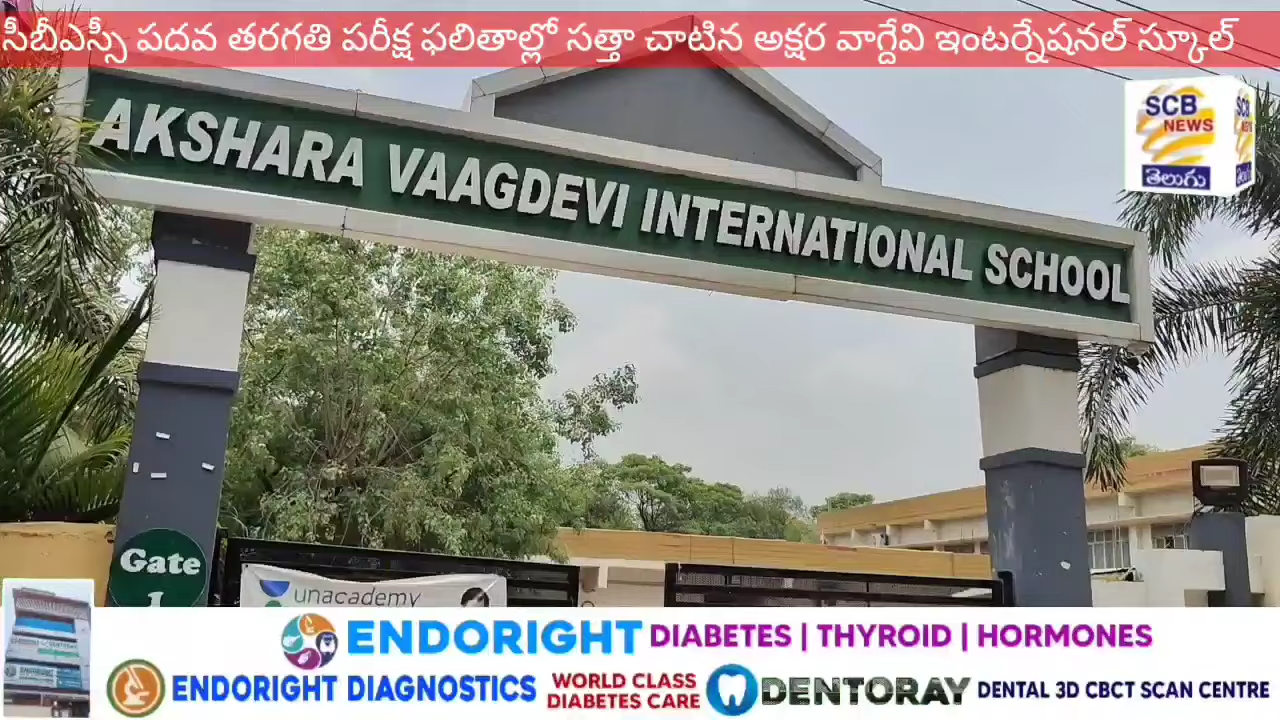 సీబీఎస్సీ పదవ తరగతి పరీక్ష ఫలితాల్లో సత్తా చాటిన అక్షర వాగ్దేవి ఇంటర్నేషనల్ స్కూల్
SCB
NEWS
తెలుగు
AKSHARA VAAGDEVI INTERNATIONAL SCHOOL
Gate
1
unacademy
ENDORIGHT DIABETES | THYROID | HORMONES
ENDORIGHT DIAGNOSTICS
WORLD CLASS
DIABETES CARE
DENTORAY DENTAL 3D CBCT SCAN CENTRE